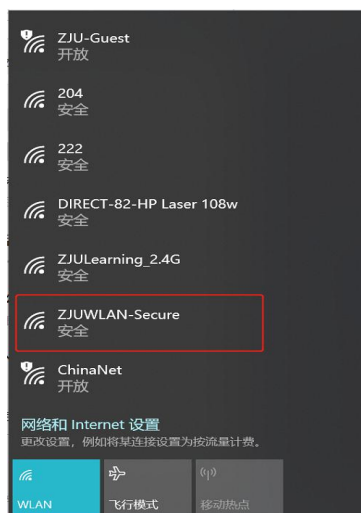 ZJU-Guest
开放
204
安全
222
安全
DIRECT-82-HP Laser 108w
安全
ZJULearning_2.4G
安全
ZJUWLAN-Secure
安全
ChinaNet
开放
网络和 Internet 设置
更改设置，例如将某连接设置为按流量计费。
WLAN
飞行模式
移动热点